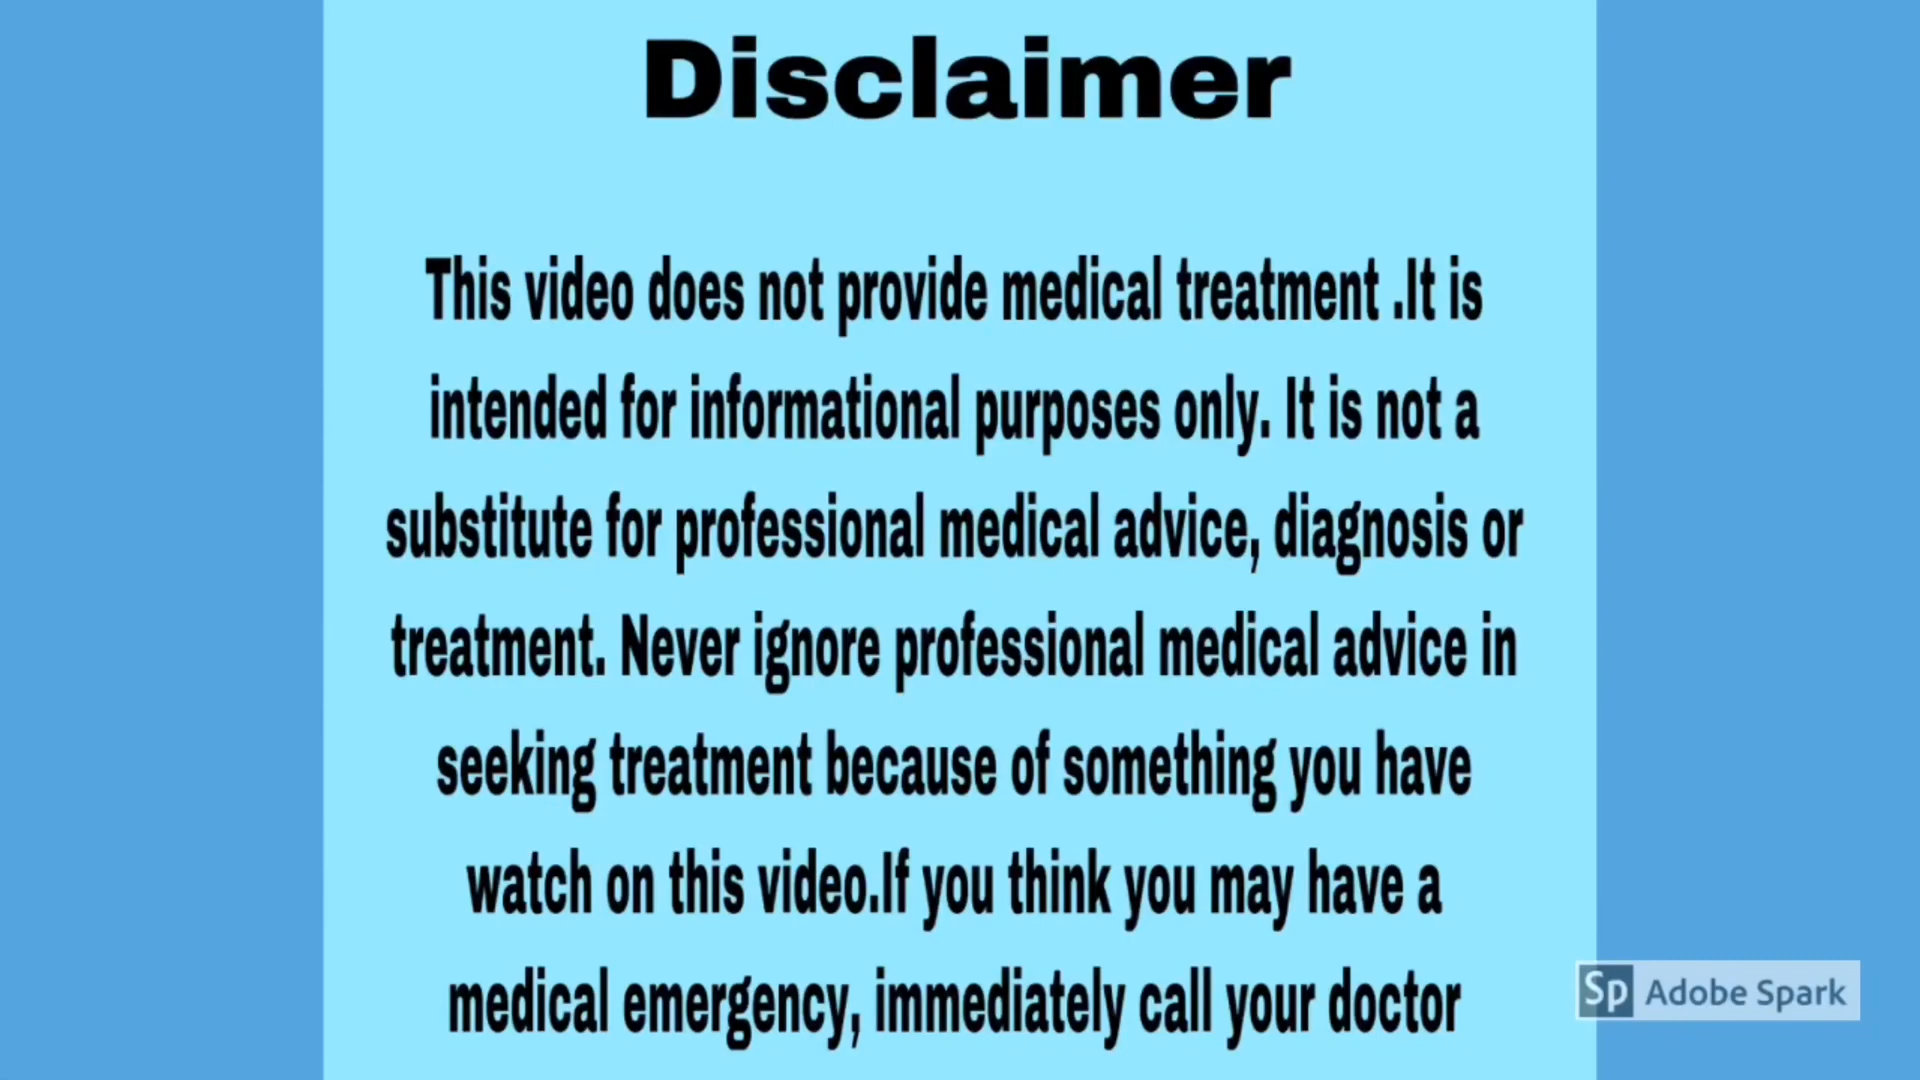 Disclaimer
This video does not provide medical treatment .It is
intended for informational purposes only. It is not a
substitute for professional medical advice, diagnosis or
treatment. Never ignore professional medical advice in
seeking treatment because of something you have
watch on this video.If you think you may have a
medical emergency, immediately call your doctor
Sp Adobe Spark